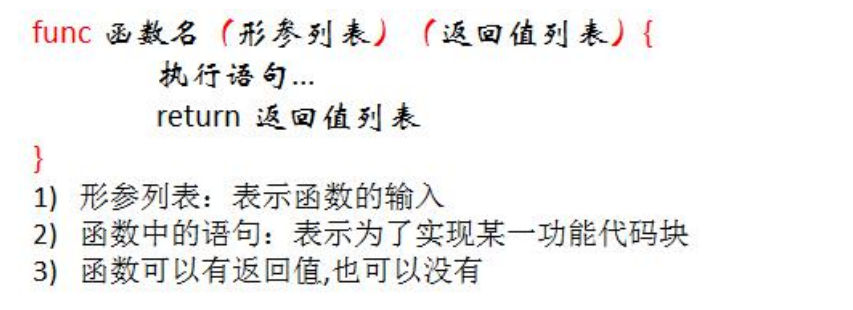 func 函数名（形参列表）（返回值列表）{
执行语句...
return 返回值列表
}
1) 形参列表：表示函数的输入
2) 函数中的语句：表示为了实现某一功能代码块
3) 函数可以有返回值,也可以没有